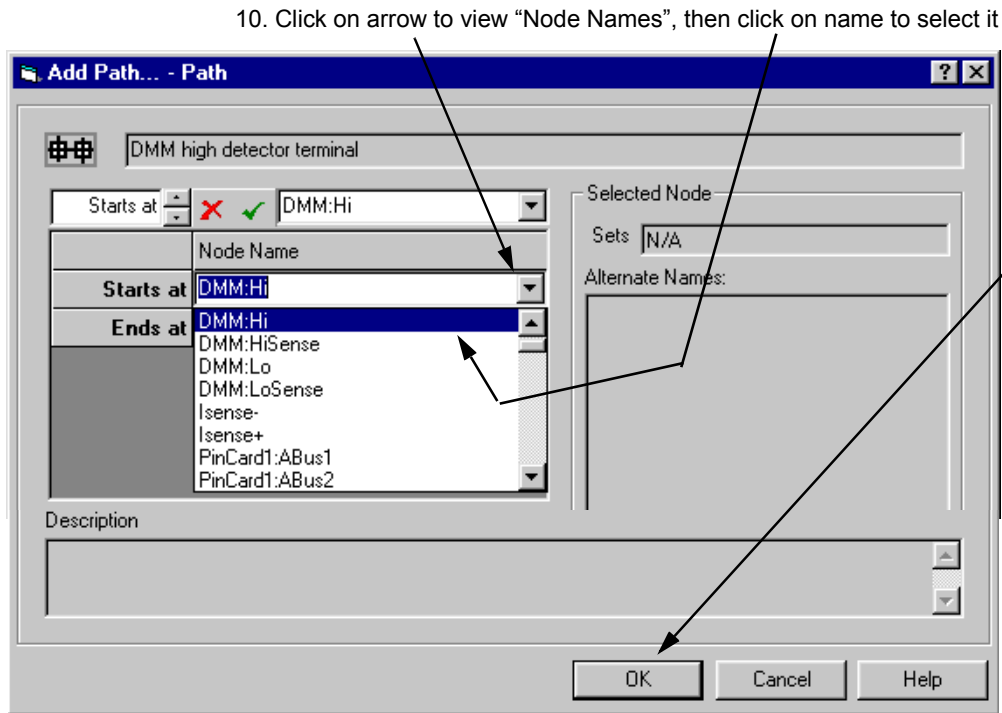 10. Click on arrow to view “Node Names”, then click on name to select it
Add Path... - Path
DMM high detector terminal
Starts at
DMM:Hi
Node Name
Starts at
DMM:Hi
Ends at
DMM:Hi
DMM:HiSense
DMM:Lo
DMM:LoSense
Isense-
Isense+
PinCard1:ABus1
PinCard1:ABus2
Selected Node
Sets N/A
Alternate Names:
Description
OK
Cancel
Help